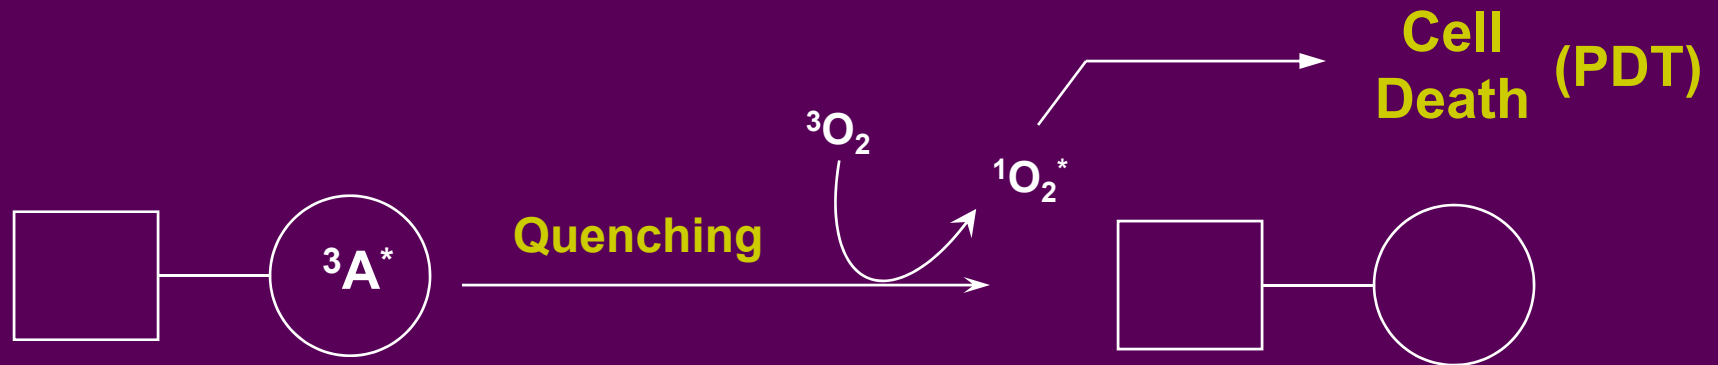 Cell
Death (PDT)
³O₂
¹O₂*
Quenching
³A*